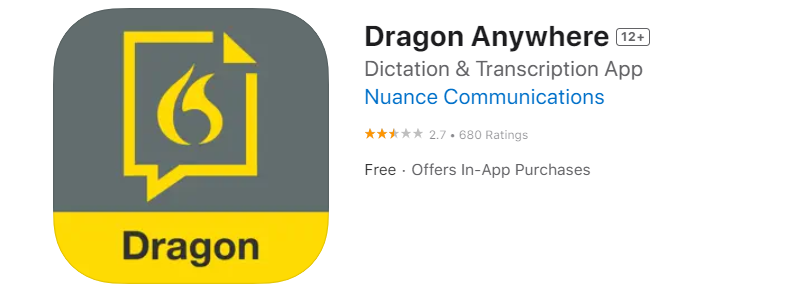 Dragon Anywhere 12+
Dictation & Transcription App
Nuance Communications
2.7 • 680 Ratings
Free · Offers In-App Purchases
Dragon